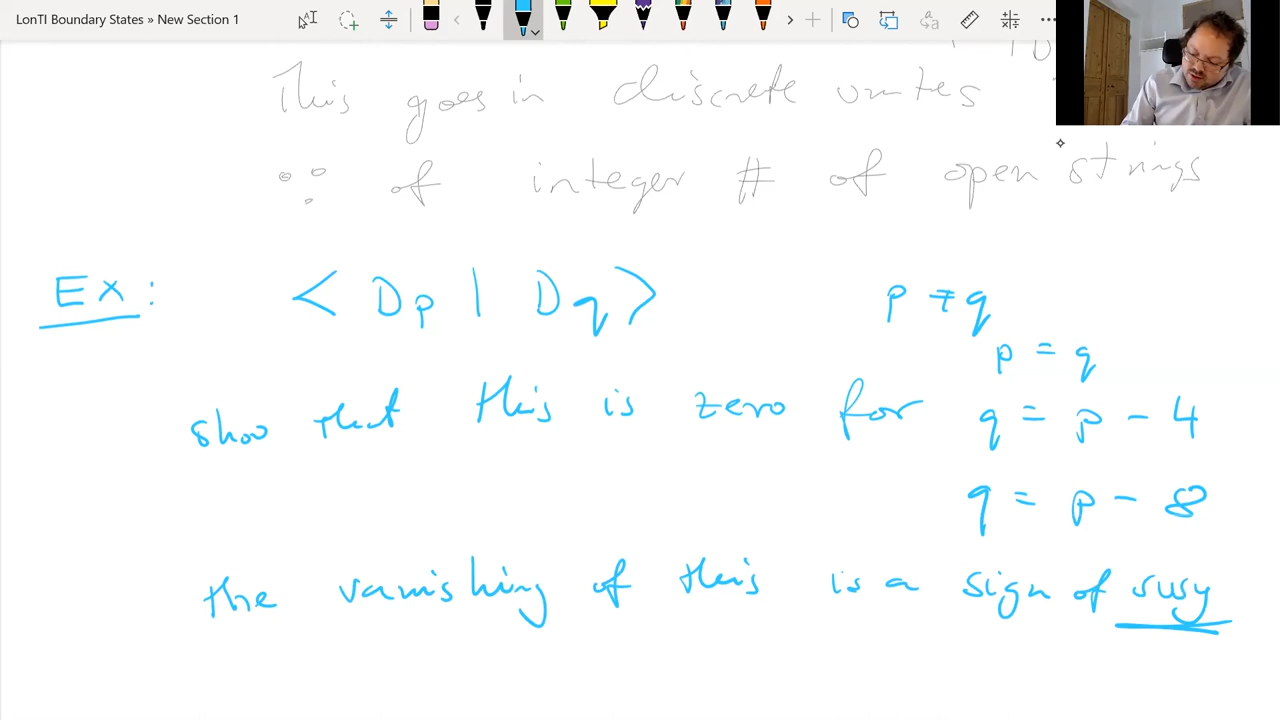 LonTI Boundary States » New Section 1
This goes in discrete unites
∵ of integer # of open strings
Ex: < Dp | Dq > p ≠ q
p = q
show that this is zero for q = p - 4
q = p - 8
the vanishing of this is a sign of susy